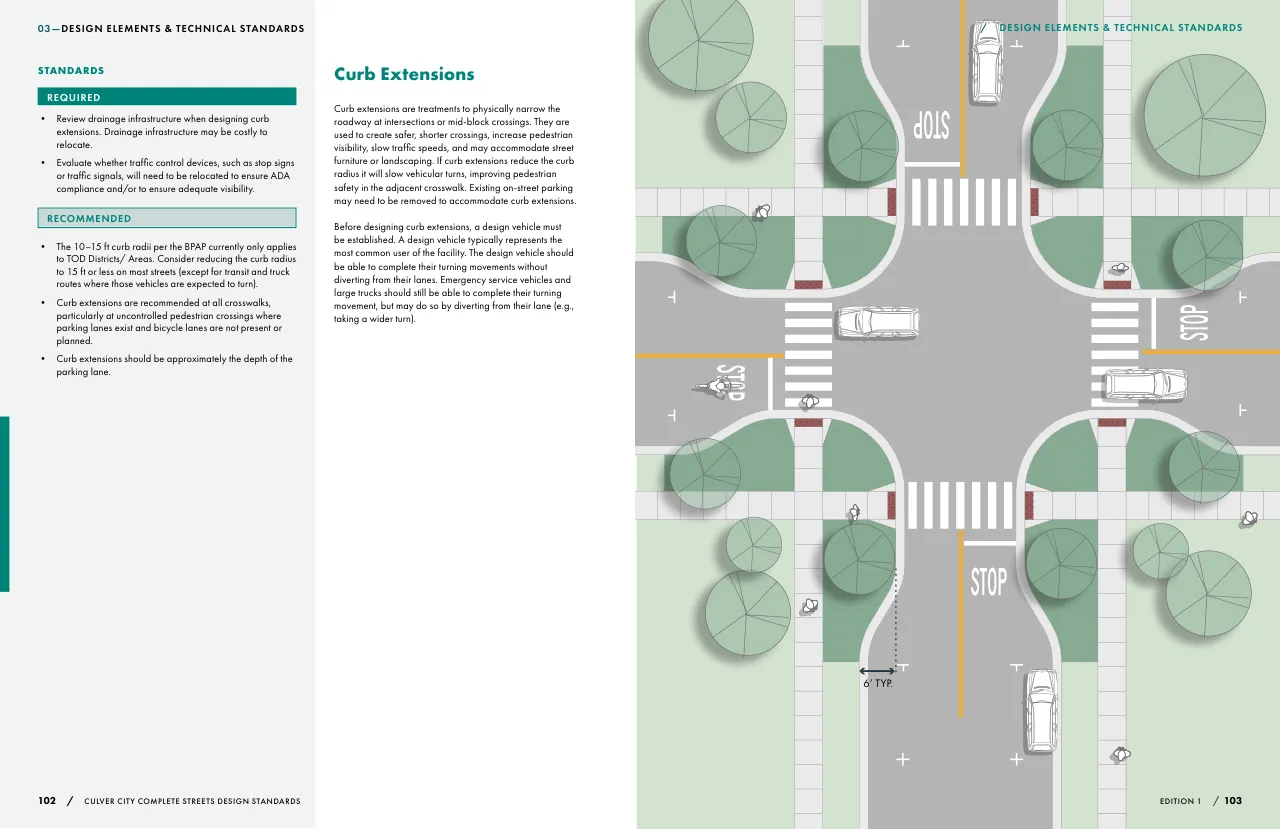 03—DESIGN ELEMENTS & TECHNICAL STANDARDS
STANDARDS
REQUIRED
• Review drainage infrastructure when designing curb
extensions. Drainage infrastructure may be costly to
relocate.
• Evaluate whether traffic control devices, such as stop signs
or traffic signals, will need to be relocated to ensure ADA
compliance and/or to ensure adequate visibility.
RECOMMENDED
• The 10–15 ft curb radii per the BPAP currently only applies
to TOD Districts/ Areas. Consider reducing the curb radius
to 15 ft or less on most streets (except for transit and truck
routes where those vehicles are expected to turn).
• Curb extensions are recommended at all crosswalks,
particularly at uncontrolled pedestrian crossings where
parking lanes exist and bicycle lanes are not present or
planned.
• Curb extensions should be approximately the depth of the
parking lane.
Curb Extensions
Curb extensions are treatments to physically narrow the
roadway at intersections or mid-block crossings. They are
used to create safer, shorter crossings, increase pedestrian
visibility, slow traffic speeds, and may accommodate street
furniture or landscaping. If curb extensions reduce the curb
radius it will slow vehicular turns, improving pedestrian
safety in the adjacent crosswalk. Existing on-street parking
may need to be removed to accommodate curb extensions.
Before designing curb extensions, a design vehicle must
be established. A design vehicle typically represents the
most common user of the facility. The design vehicle should
be able to complete their turning movements without
diverting from their lanes. Emergency service vehicles and
large trucks should still be able to complete their turning
movement, but may do so by diverting from their lane (e.g.,
taking a wider turn).
102 / CULVER CITY COMPLETE STREETS DESIGN STANDARDS
DESIGN ELEMENTS & TECHNICAL STANDARDS
STOP
STOP
STOP
STOP
6' TYP.
EDITION 1 / 103